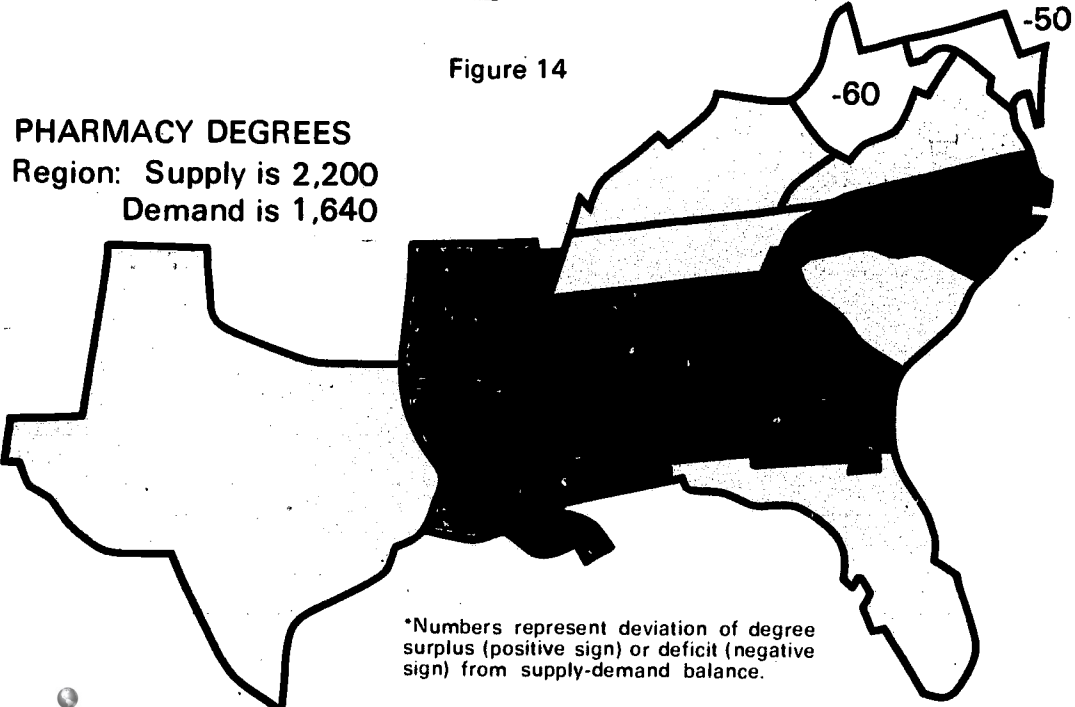 -50
Figure 14
-60
PHARMACY DEGREES
Region: Supply is 2,200
Demand is 1,640
*Numbers represent deviation of degree
surplus (positive sign) or deficit (negative
sign) from supply-demand balance.